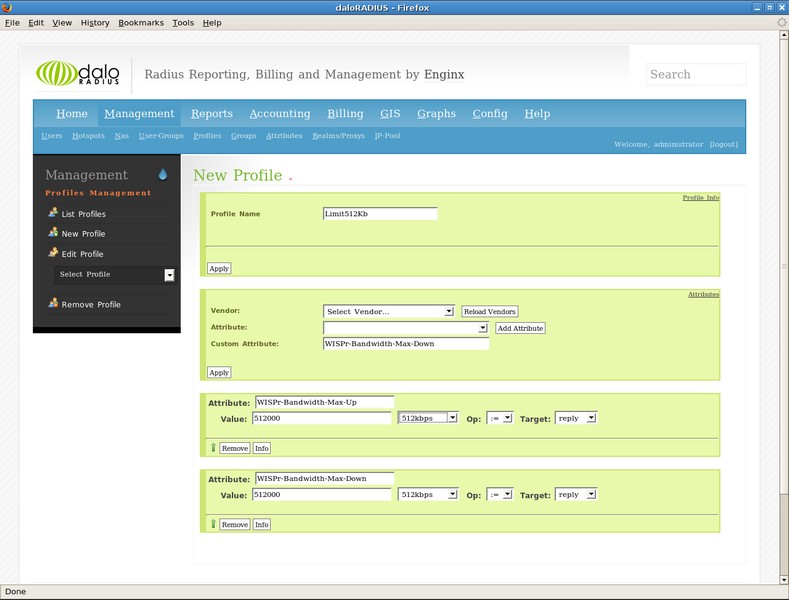 daloRADIUS - Firefox
File Edit View History Bookmarks Tools Help
dalo RADIUS
Radius Reporting, Billing and Management by Enginx
Search
Home Management Reports Accounting Billing GIS Graphs Config Help
Users Hotspots Nas User-Groups Profiles Groups Attributes Realms/Proxys IP-Pool
Welcome, administrator [logout]
Management
Profiles Management
List Profiles
New Profile
Edit Profile
Select Profile
Remove Profile
New Profile .
Profile Info
Profile Name Limit512Kb
Apply
Attributes
Vendor: Select Vendor... Reload Vendors
Attribute: Add Attribute
Custom Attribute: WISPr-Bandwidth-Max-Down
Apply
Attribute: WISPr-Bandwidth-Max-Up
Value: 512000 512kbps Op: := Target: reply
Remove Info
Attribute: WISPr-Bandwidth-Max-Down
Value: 512000 512kbps Op: := Target: reply
Remove Info
Done